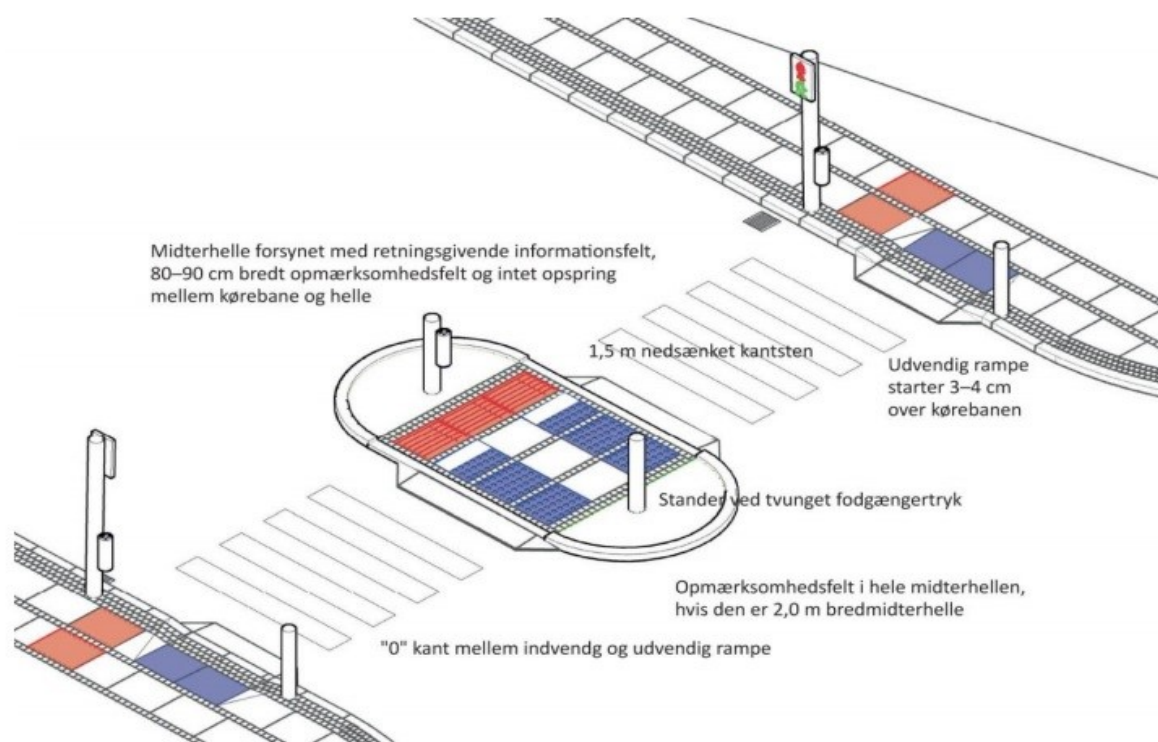 Midterhelle forsynet med retningsgivende informationsfelt,
80–90 cm bredt opmærksomhedsfelt og intet opspring
mellem kørebane og helle
1,5 m nedsænket kantsten
Udvendig rampe
starter 3–4 cm
over kørebanen
Stander ved tvunget fodgængertryk
Opmærksomhedsfelt i hele midterhellen,
hvis den er 2,0 m bredmidterhelle
"0" kant mellem indvendg og udvendig rampe